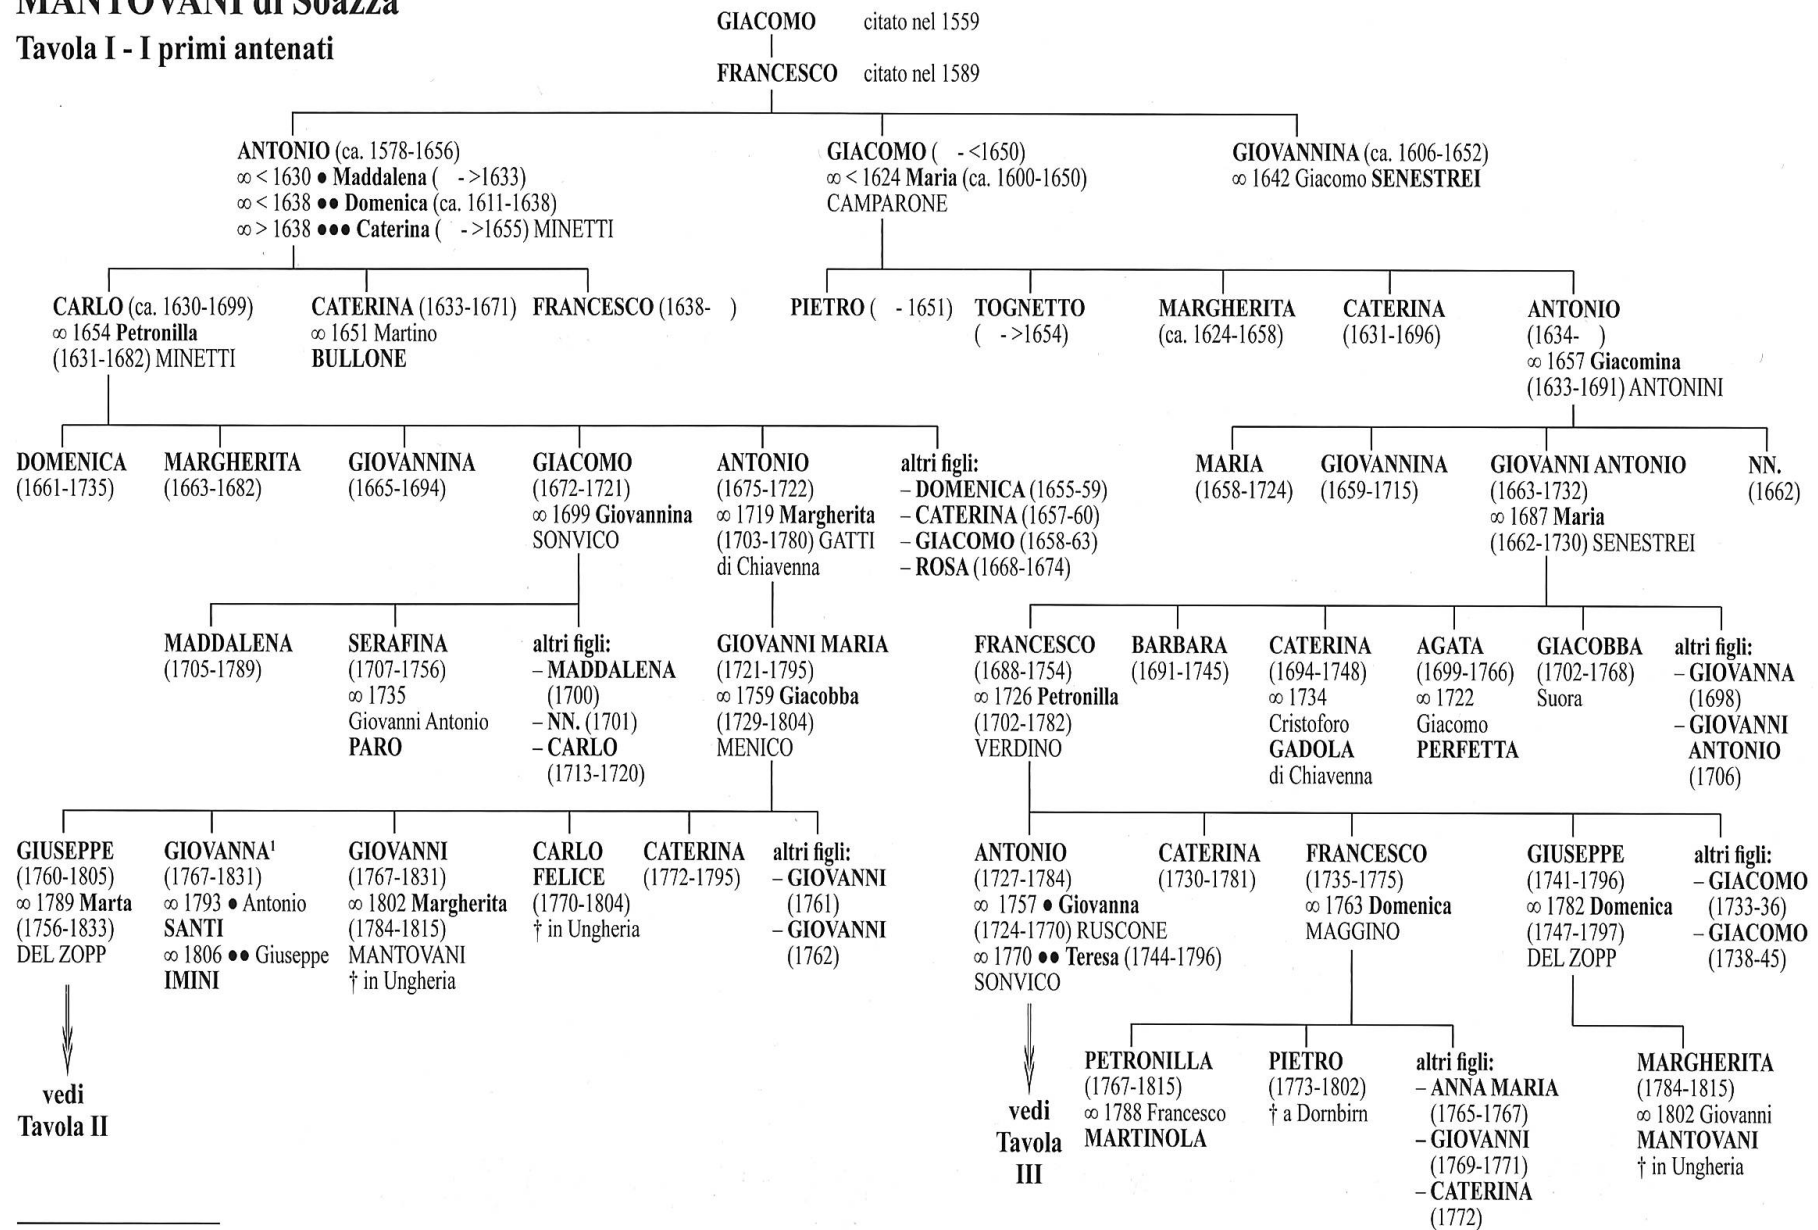 MANTOVANI di Soazza
Tavola I - I primi antenati
GIACOMO citato nel 1559
FRANCESCO citato nel 1589
ANTONIO (ca. 1578-1656)
∞ < 1630 ● Maddalena ( - >1633)
∞ < 1638 ●● Domenica (ca. 1611-1638)
∞ > 1638 ●●● Caterina ( - >1655) MINETTI
GIACOMO ( - <1650)
∞ < 1624 Maria (ca. 1600-1650)
CAMPARONE
GIOVANNINA (ca. 1606-1652)
∞ 1642 Giacomo SENESTREI
CARLO (ca. 1630-1699)
∞ 1654 Petronilla
(1631-1682) MINETTI
CATERINA (1633-1671)
∞ 1651 Martino
BULLONE
FRANCESCO (1638- )
PIETRO ( - 1651)
TOGNETTO
( - >1654)
MARGHERITA
(ca. 1624-1658)
CATERINA
(1631-1696)
ANTONIO
(1634- )
∞ 1657 Giacomina
(1633-1691) ANTONINI
DOMENICA
(1661-1735)
MARGHERITA
(1663-1682)
GIOVANNINA
(1665-1694)
GIACOMO
(1672-1721)
∞ 1699 Giovannina
SONVICO
ANTONIO
(1675-1722)
∞ 1719 Margherita
(1703-1780) GATTI
di Chiavenna
altri figli:
– DOMENICA (1655-59)
– CATERINA (1657-60)
– GIACOMO (1658-63)
– ROSA (1668-1674)
MARIA
(1658-1724)
GIOVANNINA
(1659-1715)
GIOVANNI ANTONIO
(1663-1732)
∞ 1687 Maria
(1662-1730) SENESTREI
NN.
(1662)
MADDALENA
(1705-1789)
SERAFINA
(1707-1756)
∞ 1735
Giovanni Antonio
PARO
altri figli:
– MADDALENA
(1700)
– NN. (1701)
– CARLO
(1713-1720)
GIOVANNI MARIA
(1721-1795)
∞ 1759 Giacobba
(1729-1804)
MENICO
FRANCESCO
(1688-1754)
∞ 1726 Petronilla
(1702-1782)
VERDINO
BARBARA
(1691-1745)
CATERINA
(1694-1748)
∞ 1734
Cristoforo
GADOLA
di Chiavenna
AGATA
(1699-1766)
∞ 1722
Giacomo
PERFETTA
GIACOBBA
(1702-1768)
Suora
altri figli:
– GIOVANNA
(1698)
– GIOVANNI
ANTONIO
(1706)
GIUSEPPE
(1760-1805)
∞ 1789 Marta
(1756-1833)
DEL ZOPP
GIOVANNA¹
(1767-1831)
∞ 1793 ● Antonio
SANTI
∞ 1806 ●● Giuseppe
IMINI
GIOVANNI
(1767-1831)
∞ 1802 Margherita
(1784-1815)
MANTOVANI
† in Ungheria
CARLO
FELICE
(1770-1804)
† in Ungheria
CATERINA
(1772-1795)
altri figli:
– GIOVANNI
(1761)
– GIOVANNI
(1762)
ANTONIO
(1727-1784)
∞ 1757 ● Giovanna
(1724-1770) RUSCONE
∞ 1770 ●● Teresa (1744-1796)
SONVICO
CATERINA
(1730-1781)
FRANCESCO
(1735-1775)
∞ 1763 Domenica
MAGGINO
GIUSEPPE
(1741-1796)
∞ 1782 Domenica
(1747-1797)
DEL ZOPP
altri figli:
– GIACOMO
(1733-36)
– GIACOMO
(1738-45)
vedi
Tavola II
vedi
Tavola
III
PETRONILLA
(1767-1815)
∞ 1788 Francesco
MARTINOLA
PIETRO
(1773-1802)
† a Dornbirn
altri figli:
– ANNA MARIA
(1765-1767)
– GIOVANNI
(1769-1771)
– CATERINA
(1772)
MARGHERITA
(1784-1815)
∞ 1802 Giovanni
MANTOVANI
† in Ungheria